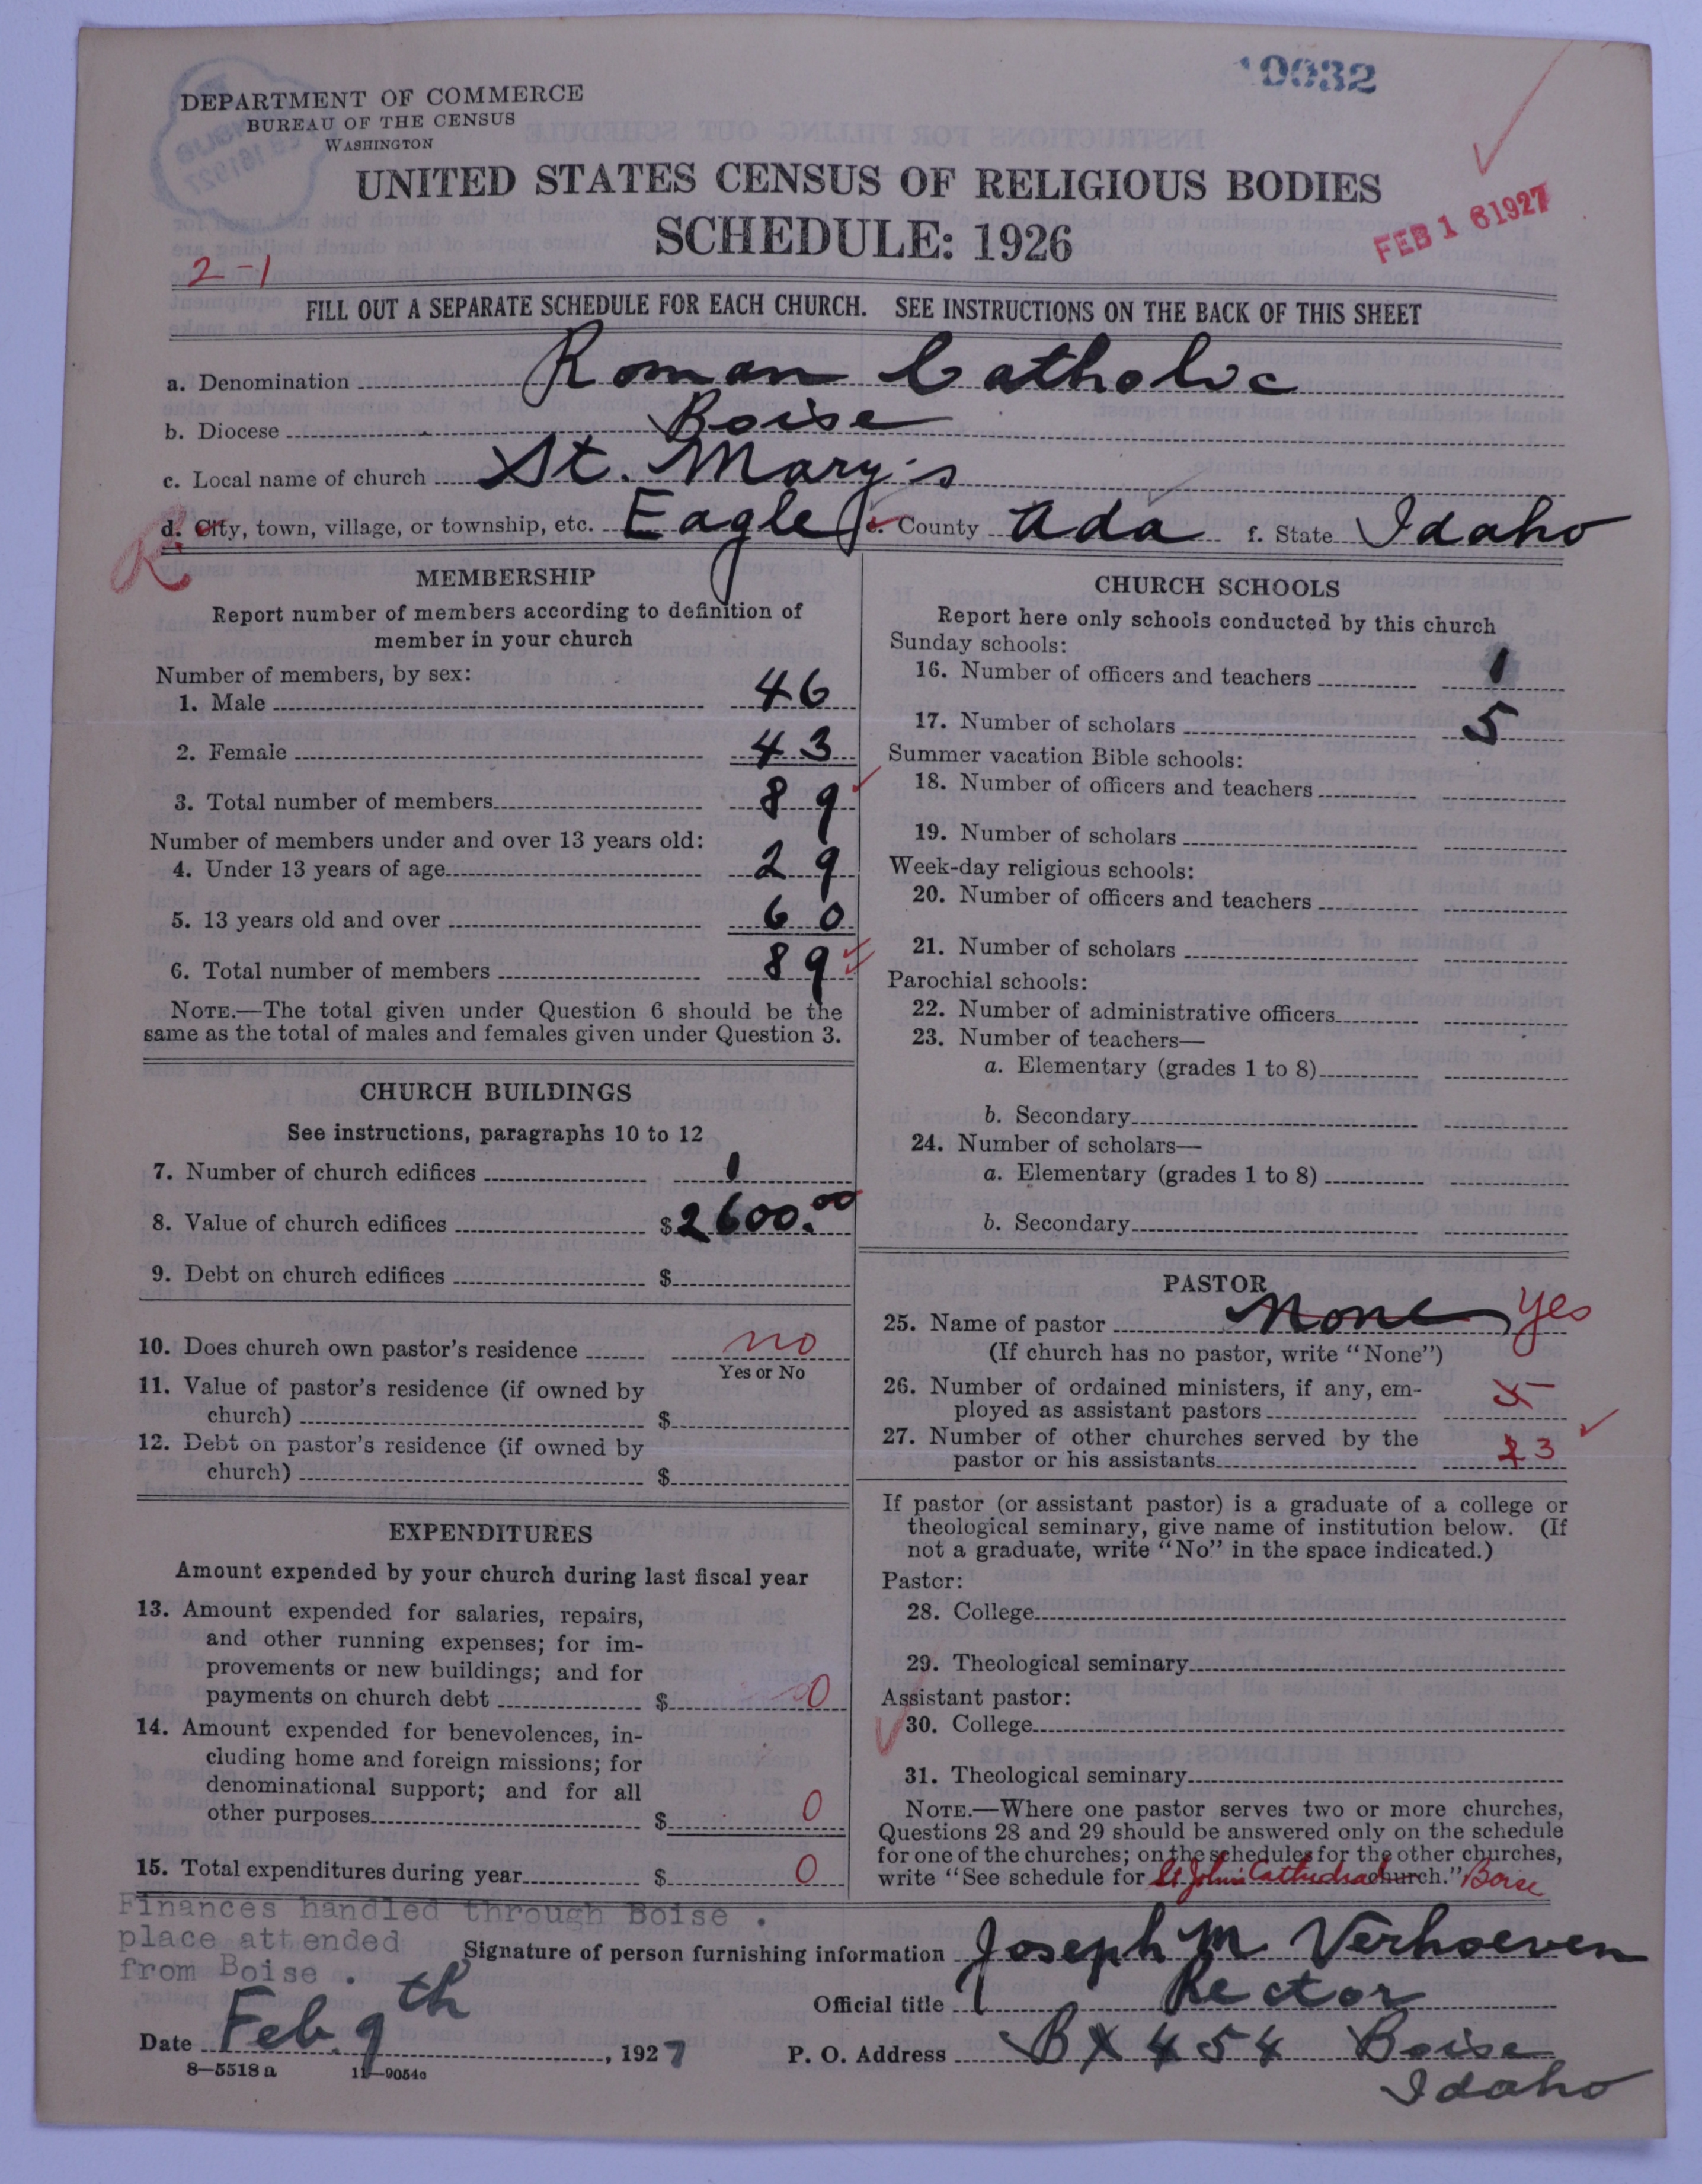 19032
DEPARTMENT OF COMMERCE
BUREAU OF THE CENSUS
WASHINGTON
UNITED STATES CENSUS OF RELIGIOUS BODIES
SCHEDULE: 1926
FEB 16 1927
2-1
FILL OUT A SEPARATE SCHEDULE FOR EACH CHURCH. SEE INSTRUCTIONS ON THE BACK OF THIS SHEET
a. Denomination Roman Catholic
b. Diocese Boise
c. Local name of church St. Mary's
d. City, town, village, or township, etc. Eagle e. County Ada f. State Idaho
R
MEMBERSHIP
Report number of members according to definition of
member in your church
Number of members, by sex:
1. Male 46
2. Female 43
3. Total number of members 89
Number of members under and over 13 years old:
4. Under 13 years of age 29
5. 13 years old and over 60
6. Total number of members 89
NOTE.—The total given under Question 6 should be the
same as the total of males and females given under Question 3.
CHURCH BUILDINGS
See instructions, paragraphs 10 to 12
7. Number of church edifices 1
8. Value of church edifices $2600.00
9. Debt on church edifices $
10. Does church own pastor's residence no
Yes or No
11. Value of pastor's residence (if owned by
church) $
12. Debt on pastor's residence (if owned by
church) $
EXPENDITURES
Amount expended by your church during last fiscal year
13. Amount expended for salaries, repairs,
and other running expenses; for im-
provements or new buildings; and for
payments on church debt $ 0
14. Amount expended for benevolences, in-
cluding home and foreign missions; for
denominational support; and for all
other purposes $ 0
15. Total expenditures during year $ 0
CHURCH SCHOOLS
Report here only schools conducted by this church
Sunday schools:
16. Number of officers and teachers 1
17. Number of scholars 5
Summer vacation Bible schools:
18. Number of officers and teachers
19. Number of scholars
Week-day religious schools:
20. Number of officers and teachers
21. Number of scholars
Parochial schools:
22. Number of administrative officers
23. Number of teachers—
a. Elementary (grades 1 to 8)
b. Secondary
24. Number of scholars—
a. Elementary (grades 1 to 8)
b. Secondary
PASTOR
25. Name of pastor None yes
(If church has no pastor, write "None")
26. Number of ordained ministers, if any, em-
ployed as assistant pastors
27. Number of other churches served by the
pastor or his assistants 3
If pastor (or assistant pastor) is a graduate of a college or
theological seminary, give name of institution below. (If
not a graduate, write "No" in the space indicated.)
Pastor:
28. College
29. Theological seminary
Assistant pastor:
30. College
31. Theological seminary
NOTE.—Where one pastor serves two or more churches,
Questions 28 and 29 should be answered only on the schedule
for one of the churches; on the schedules for the other churches,
write "See schedule for St John's Cathedral church." Boise
Finances handled through Boise .
place attended
from Boise .
Signature of person furnishing information Joseph M Verhoeven
Official title Rector
Date Feb. 9th, 1927
P. O. Address BX 454 Boise
Idaho
8—5518 a 11—9054a